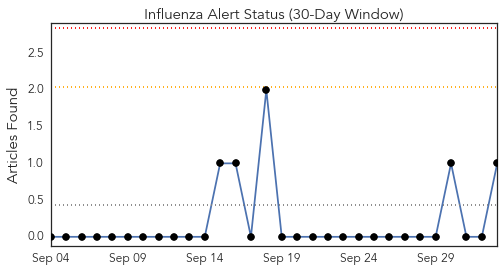 Influenza Alert Status (30-Day Window)
Articles Found
2.5
2.0
1.5
1.0
0.5
0.0
Sep 04 Sep 09 Sep 14 Sep 19 Sep 24 Sep 29